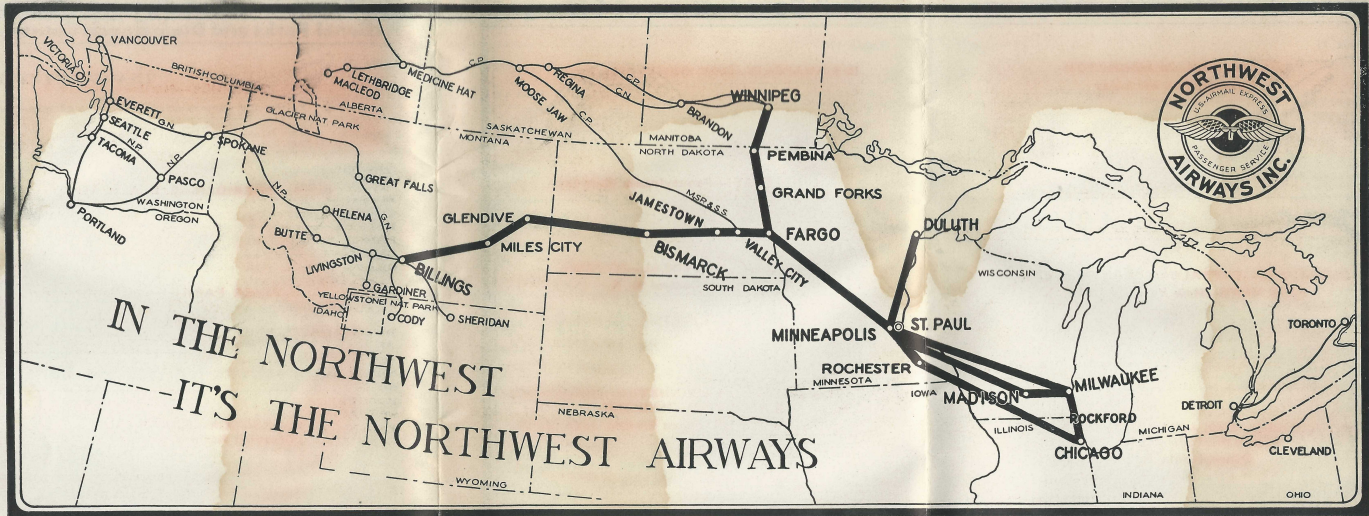 VANCOUVER
VICTORIA
BRITISH COLUMBIA
EVERETT
G.N.
SEATTLE
N.P.
TACOMA
N.P.
SPOKANE
PASCO
WASHINGTON
OREGON
PORTLAND
LETHBRIDGE
MACLEOD
MEDICINE HAT
C.P.
ALBERTA
GLACIER NAT. PARK
MOOSE JAW
REGINA
C.P.
C.N.
C.P.
BRANDON
WINNIPEG
SASKATCHEWAN
MONTANA
MANITOBA
NORTH DAKOTA
PEMBINA
GRAND FORKS
GREAT FALLS
G.N.
N.P.
HELENA
BUTTE
LIVINGSTON
BILLINGS
GARDINER
YELLOWSTONE NAT. PARK
IDAHO
CODY
SHERIDAN
GLENDIVE
MILES CITY
M.S.P.& S.S.
JAMESTOWN
BISMARCK
VALLEY CITY
FARGO
SOUTH DAKOTA
DULUTH
WISCONSIN
MINNEAPOLIS
ST. PAUL
ROCHESTER
MINNESOTA
IOWA
MADISON
MILWAUKEE
ROCKFORD
ILLINOIS
CHICAGO
MICHIGAN
INDIANA
OHIO
DETROIT
CLEVELAND
TORONTO
NEBRASKA
WYOMING
IN THE NORTHWEST
-IT'S THE NORTHWEST AIRWAYS
NORTHWEST
U.S.-AIRMAIL EXPRESS
PASSENGER SERVICE
AIRWAYS INC.